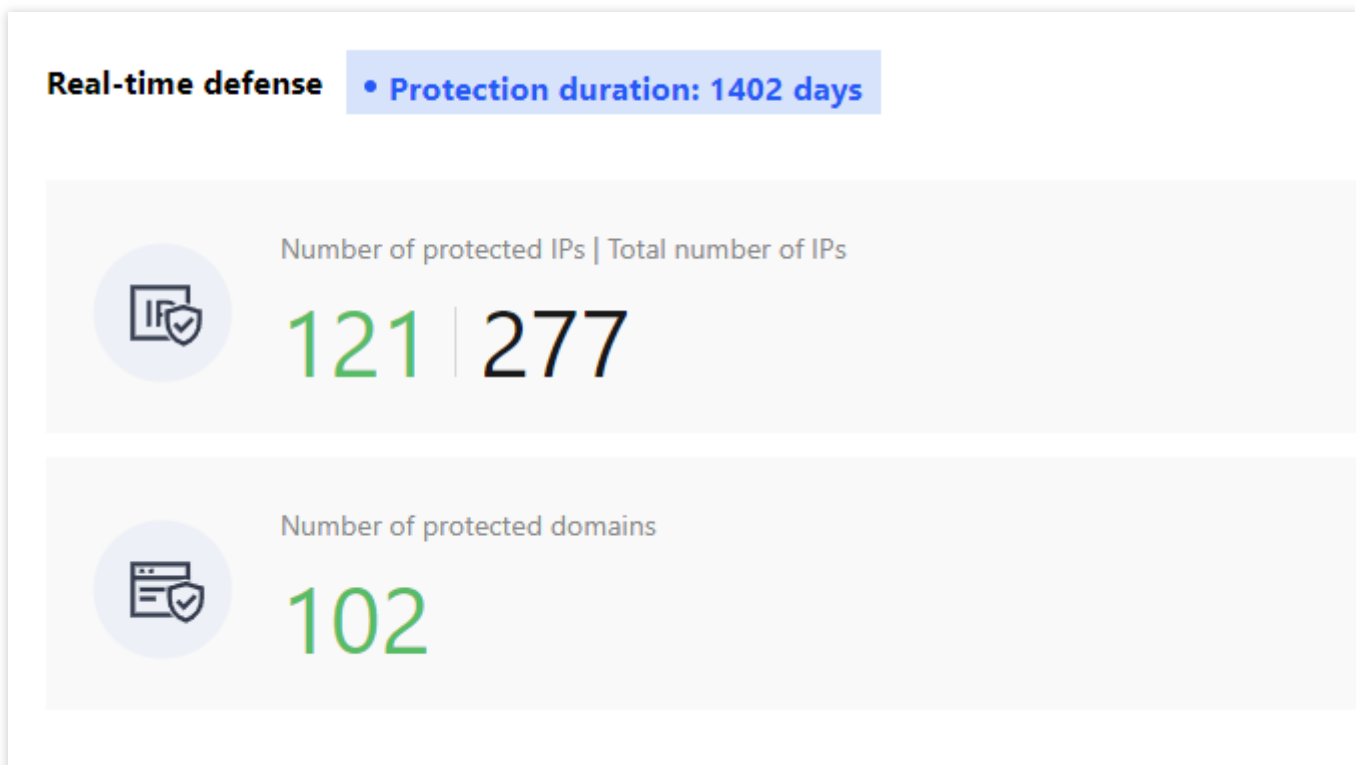 Real-time defense • Protection duration: 1402 days
Number of protected IPs | Total number of IPs
IP
121 | 277
Number of protected domains
102